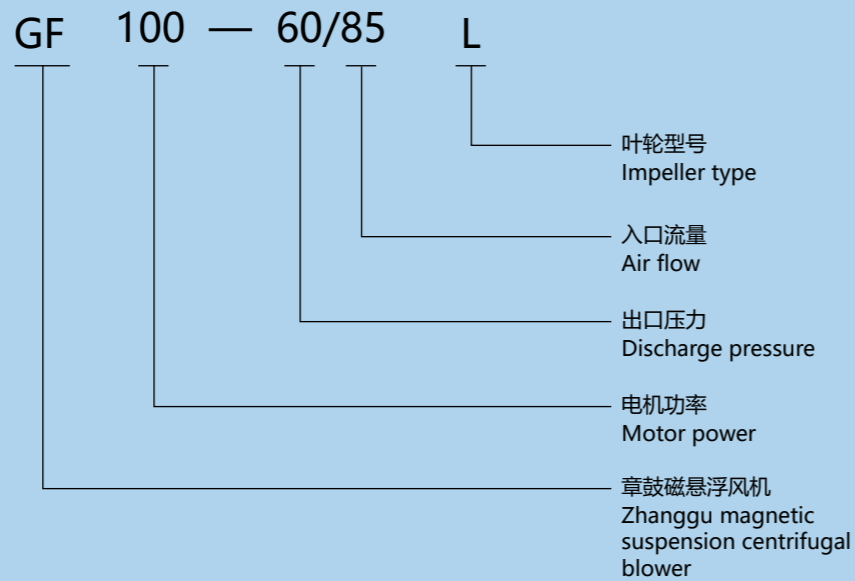 GF 100 — 60/85 L
叶轮型号
Impeller type
入口流量
Air flow
出口压力
Discharge pressure
电机功率
Motor power
章鼓磁悬浮风机
Zhanggu magnetic
suspension centrifugal
blower